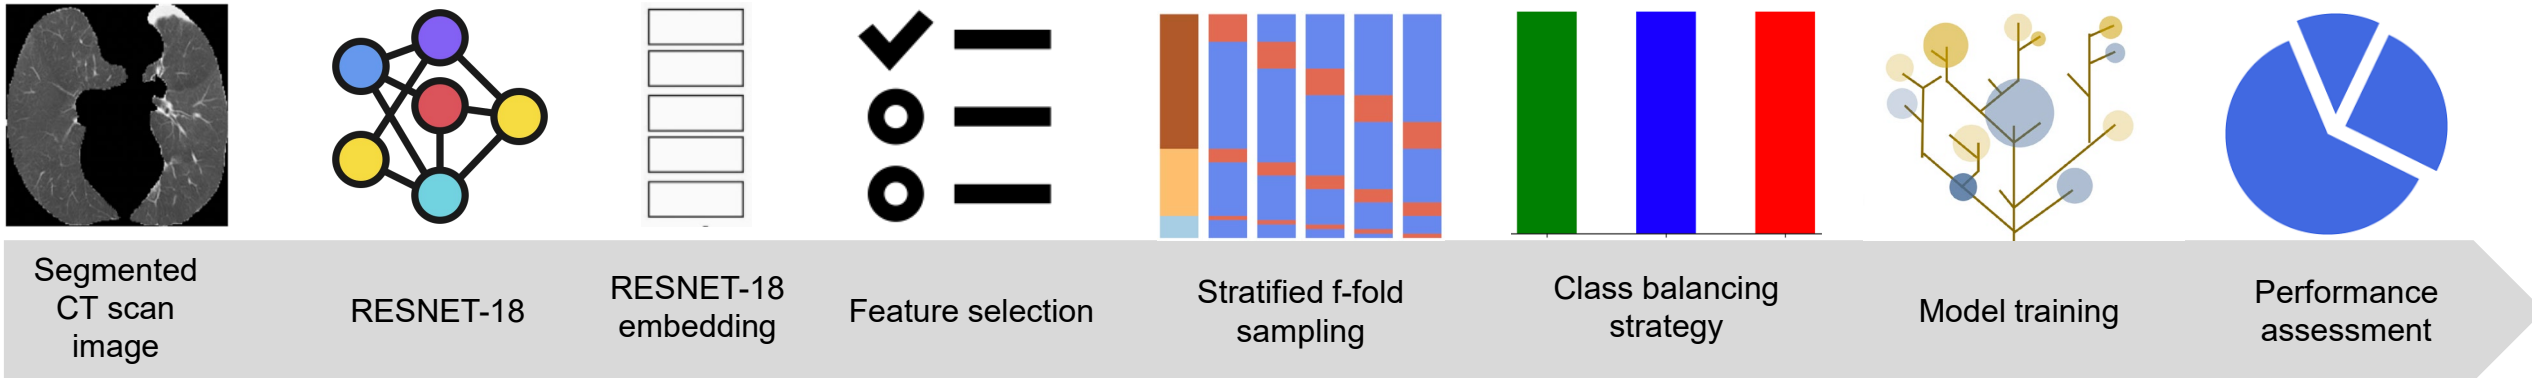 Segmented
CT scan
image
RESNET-18
RESNET-18
embedding
Feature selection
Stratified f-fold
sampling
Class balancing
strategy
Model training
Performance
assessment